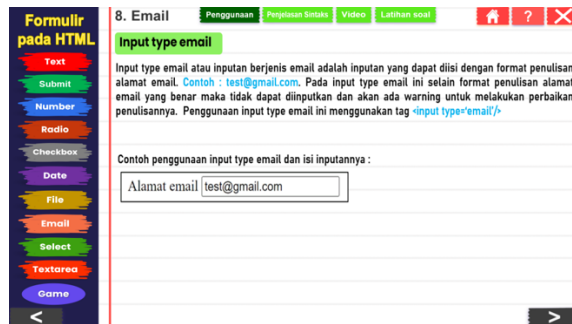 Formulir
pada HTML
Text
Submit
Number
Radio
Checkbox
Date
File
Email
Select
Textarea
Game
<
8. Email
Penggunaan
Penjelasan Sintaks
Video
Latihan soal
?
X
Input type email
Input type email atau inputan berjenis email adalah inputan yang dapat diisi dengan format penulisan
alamat email. Contoh : test@gmail.com. Pada input type email ini selain format penulisan alamat
email yang benar maka tidak dapat diinputkan dan akan ada warning untuk melakukan perbaikan
penulisannya. Penggunaan input type email ini menggunakan tag <input type='email'/>
Contoh penggunaan input type email dan isi inputannya :
Alamat email test@gmail.com
>